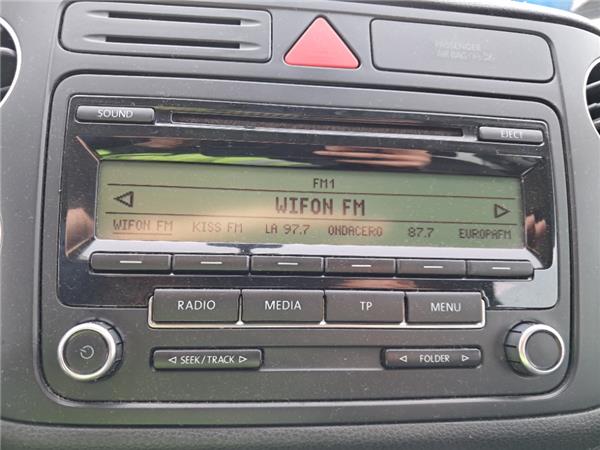 PASSENGER
AIR BAG OFF
SOUND
EJECT
FM1
WIFON FM
WIFON FM KISS FM LA 97.7 ONDACERO 87.7 EUROPAFM
RADIO MEDIA TP MENU
SEEK / TRACK FOLDER